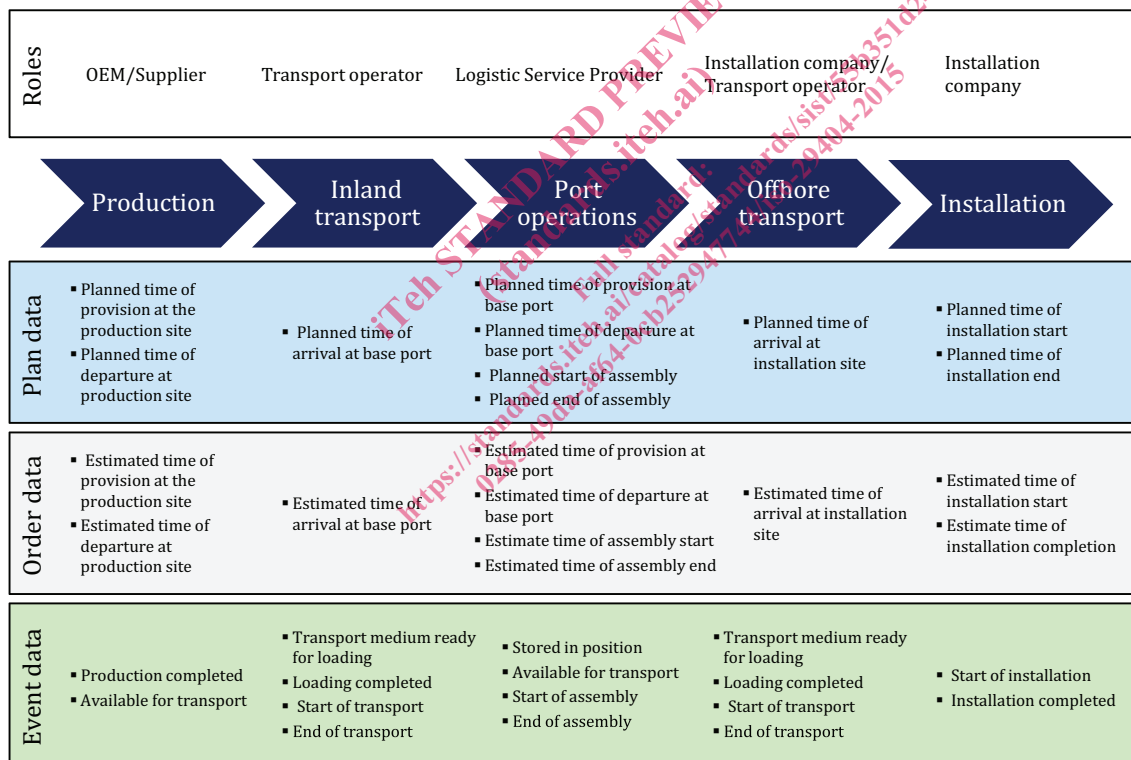 Roles
OEM/Supplier
Transport operator
Logistic Service Provider
Installation company/
Transport operator
Installation
company
Production
Inland
transport
Port
operations
Offhore
transport
Installation
Plan data
▪ Planned time of
provision at the
production site
▪ Planned time of
departure at
production site
▪ Planned time of
arrival at base port
▪ Planned time of provision at
base port
▪ Planned time of departure at
base port
▪ Planned start of assembly
▪ Planned end of assembly
▪ Planned time of
arrival at
installation site
▪ Planned time of
installation start
▪ Planned time of
installation end
Order data
▪ Estimated time of
provision at the
production site
▪ Estimated time of
departure at
production site
▪ Estimated time of
arrival at base port
▪ Estimated time of provision at
base port
▪ Estimated time of departure at
base port
▪ Estimate time of assembly start
▪ Estimated time of assembly end
▪ Estimated time of
arrival at installation
site
▪ Estimated time of
installation start
▪ Estimate time of
installation completion
Event data
▪ Production completed
▪ Available for transport
▪ Transport medium ready
for loading
▪ Loading completed
▪ Start of transport
▪ End of transport
▪ Stored in position
▪ Available for transport
▪ Start of assembly
▪ End of assembly
▪ Transport medium ready
for loading
▪ Loading completed
▪ Start of transport
▪ End of transport
▪ Start of installation
▪ Installation completed
iTeh STANDARD PREVIE
(standards.iteh.ai)
Full standard: